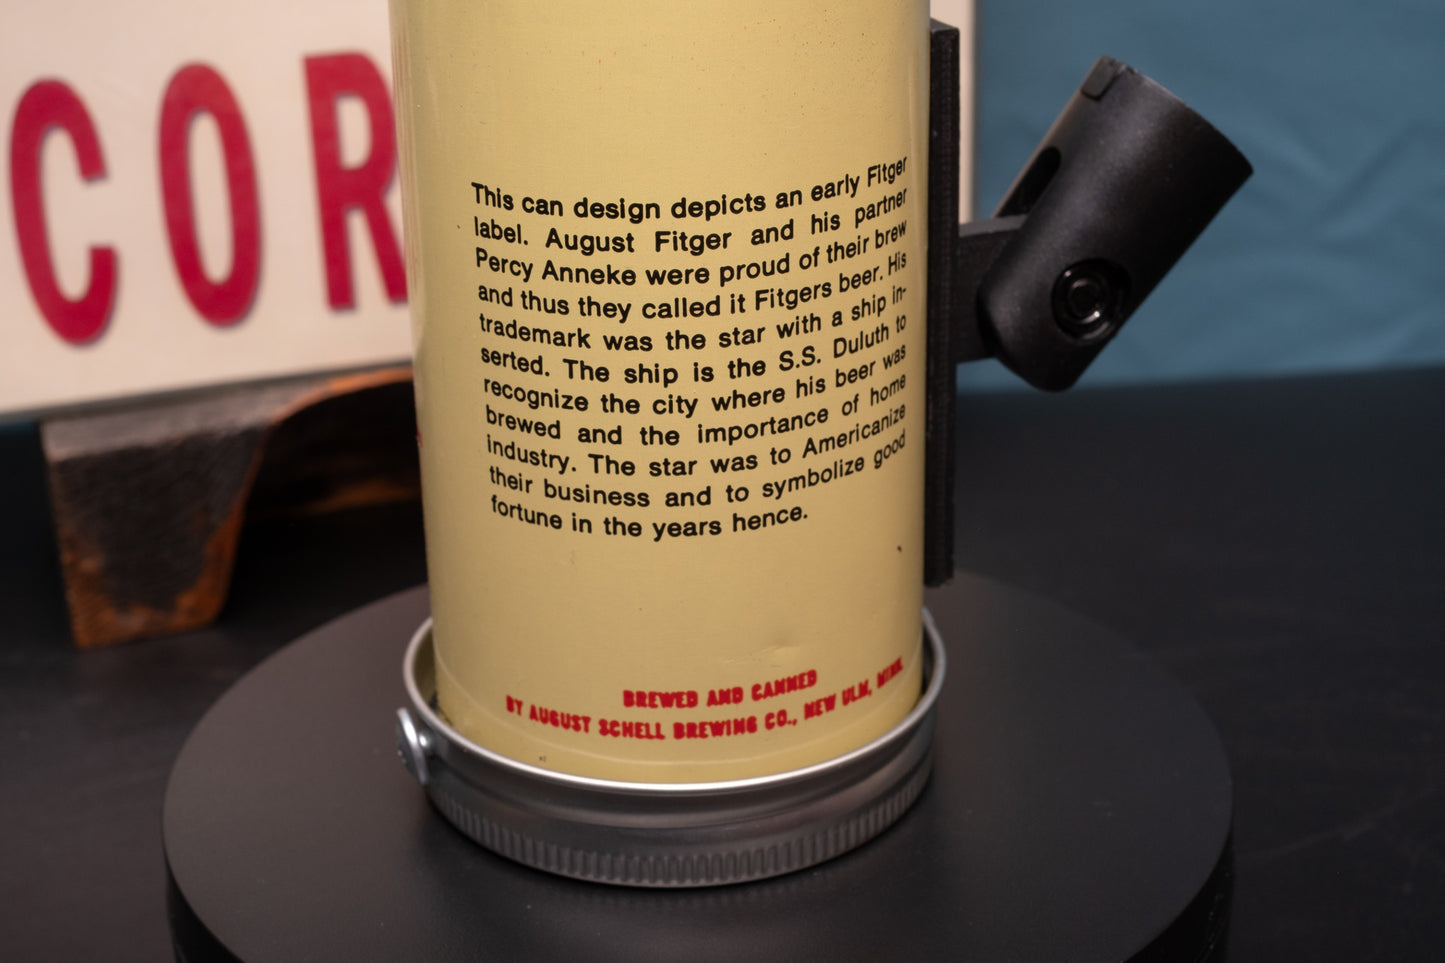 COR
This can design depicts an early Fitger
label. August Fitger and his partner
Percy Anneke were proud of their brew
and thus they called it Fitgers beer. His
trademark was the star with a ship in-
serted. The ship is the S.S. Duluth to
recognize the city where his beer was
brewed and the importance of home
industry. The star was to Americanize
their business and to symbolize good
fortune in the years hence.
BREWED AND CANNED
BY AUGUST SCHELL BREWING CO., NEW ULM, MINN.